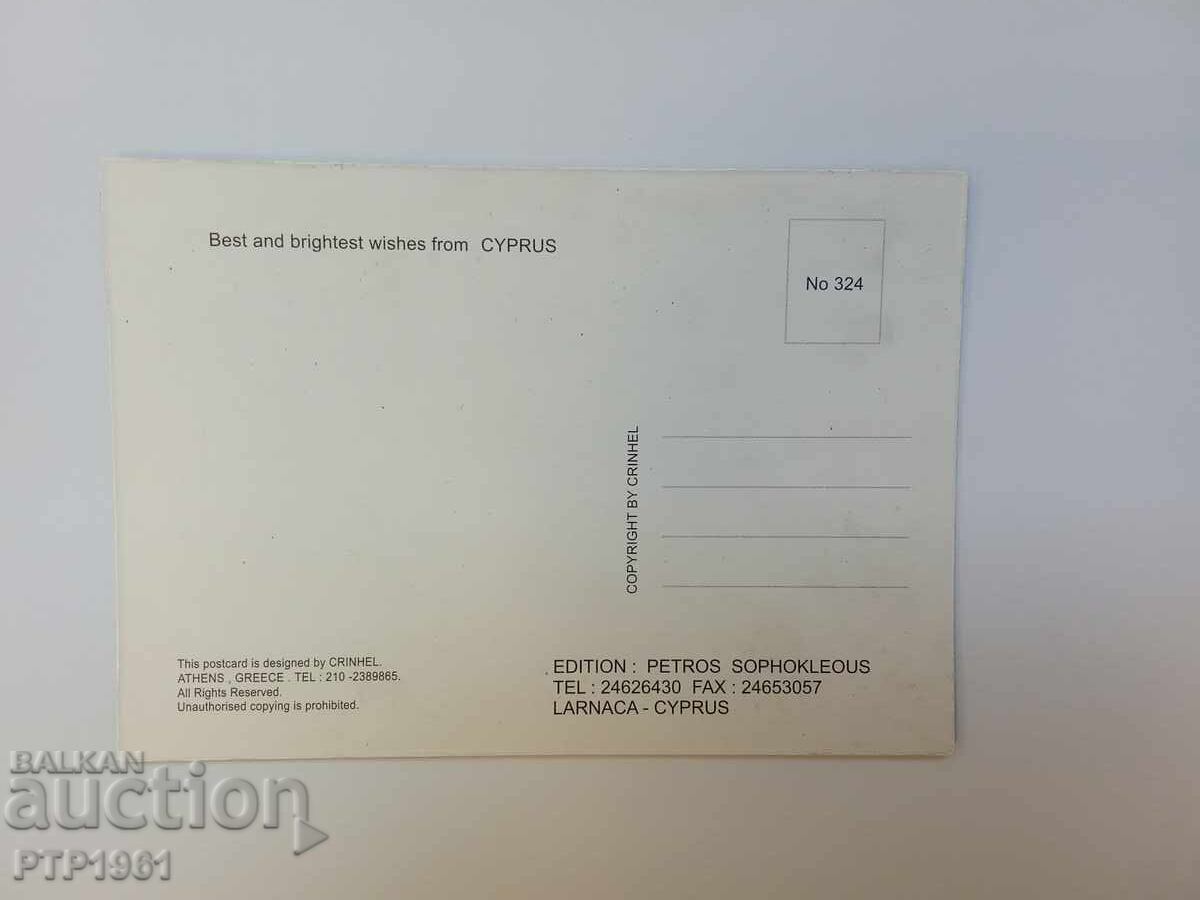 Best and brightest wishes from CYPRUS
No 324
COPYRIGHT BY CRINHEL
This postcard is designed by CRINHEL.
ATHENS , GREECE . TEL : 210 -2389865.
All Rights Reserved.
Unauthorised copying is prohibited.
EDITION : PETROS SOPHOKLEOUS
TEL : 24626430 FAX : 24653057
LARNACA - CYPRUS
BALKAN
auction
PTP1961